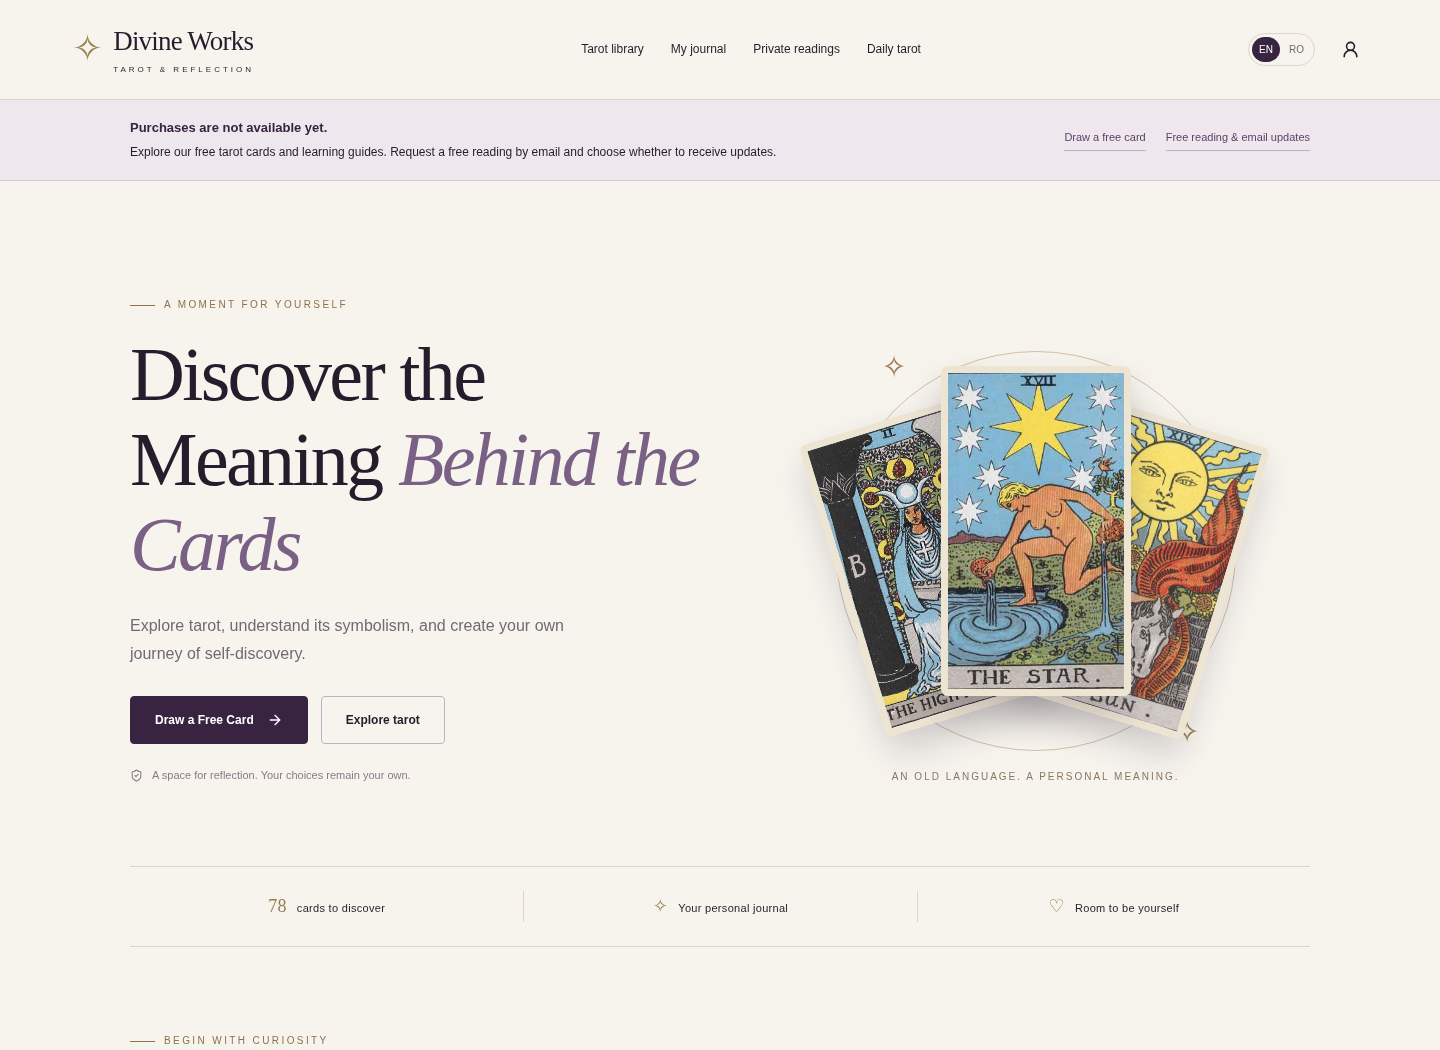 Divine Works
TAROT & REFLECTION
Tarot library
My journal
Private readings
Daily tarot
EN
RO
Purchases are not available yet.
Explore our free tarot cards and learning guides. Request a free reading by email and choose whether to receive updates.
Draw a free card
Free reading & email updates
A MOMENT FOR YOURSELF
Discover the
Meaning Behind the
Cards
Explore tarot, understand its symbolism, and create your own
journey of self-discovery.
Draw a Free Card
Explore tarot
A space for reflection. Your choices remain your own.
II
B
THE HIGH
XVII
THE STAR.
XIX
SUN.
AN OLD LANGUAGE. A PERSONAL MEANING.
78 cards to discover
Your personal journal
Room to be yourself
BEGIN WITH CURIOSITY